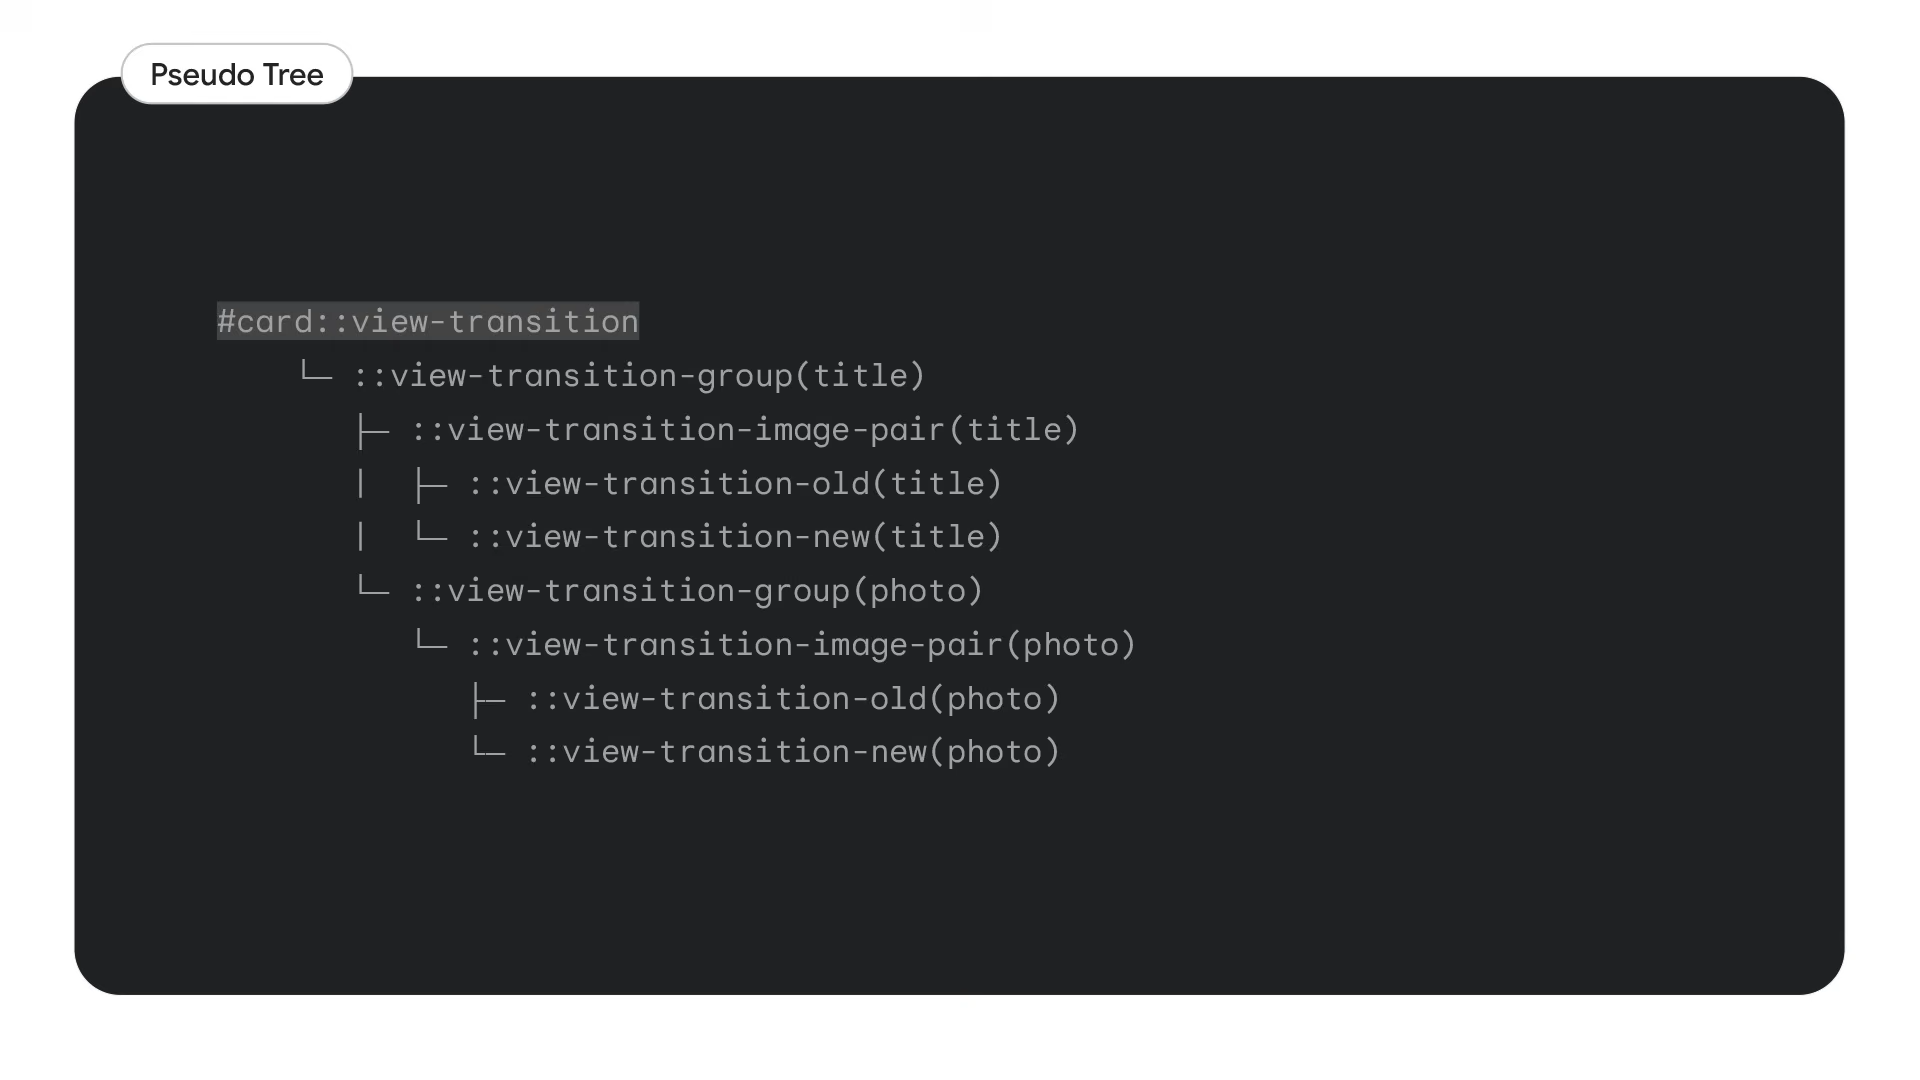 Pseudo Tree
#card::view-transition
└─ ::view-transition-group(title)
├─ ::view-transition-image-pair(title)
│ ├─ ::view-transition-old(title)
│ └─ ::view-transition-new(title)
└─ ::view-transition-group(photo)
└─ ::view-transition-image-pair(photo)
├─ ::view-transition-old(photo)
└─ ::view-transition-new(photo)